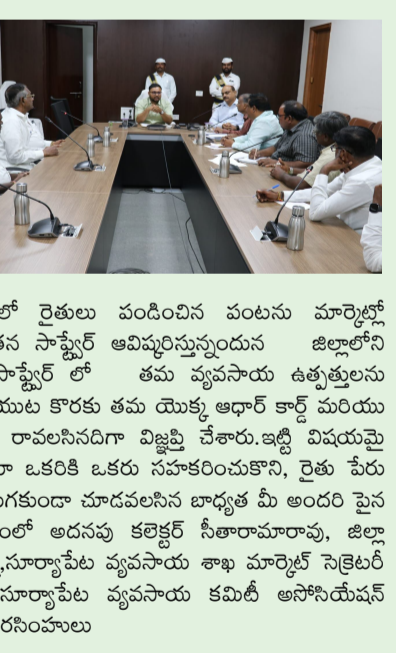 లో రైతులు పండించిన పంటను మార్కెట్లో
తన సాఫ్ట్వేర్ ఆవిష్కరిస్తున్నందున జిల్లాలోని
సాఫ్ట్వేర్ లో తమ వ్యవసాయ ఉత్పత్తులను
యుట కొరకు తమ యొక్క ఆధార్ కార్డ్ మరియు
రావలసినదిగా విజ్ఞప్తి చేశారు.ఇట్టి విషయమై
రా ఒకరికి ఒకరు సహకరించుకొని, రైతు పేరు
గకుండా చూడవలసిన బాధ్యత మీ అందరి పైన
ంలో అదనపు కలెక్టర్ సీతారామారావు, జిల్లా
,సూర్యాపేట వ్యవసాయ శాఖ మార్కెట్ సెక్రెటరీ
సూర్యాపేట వ్యవసాయ కమిటీ అసోసియేషన్
రసింహులు